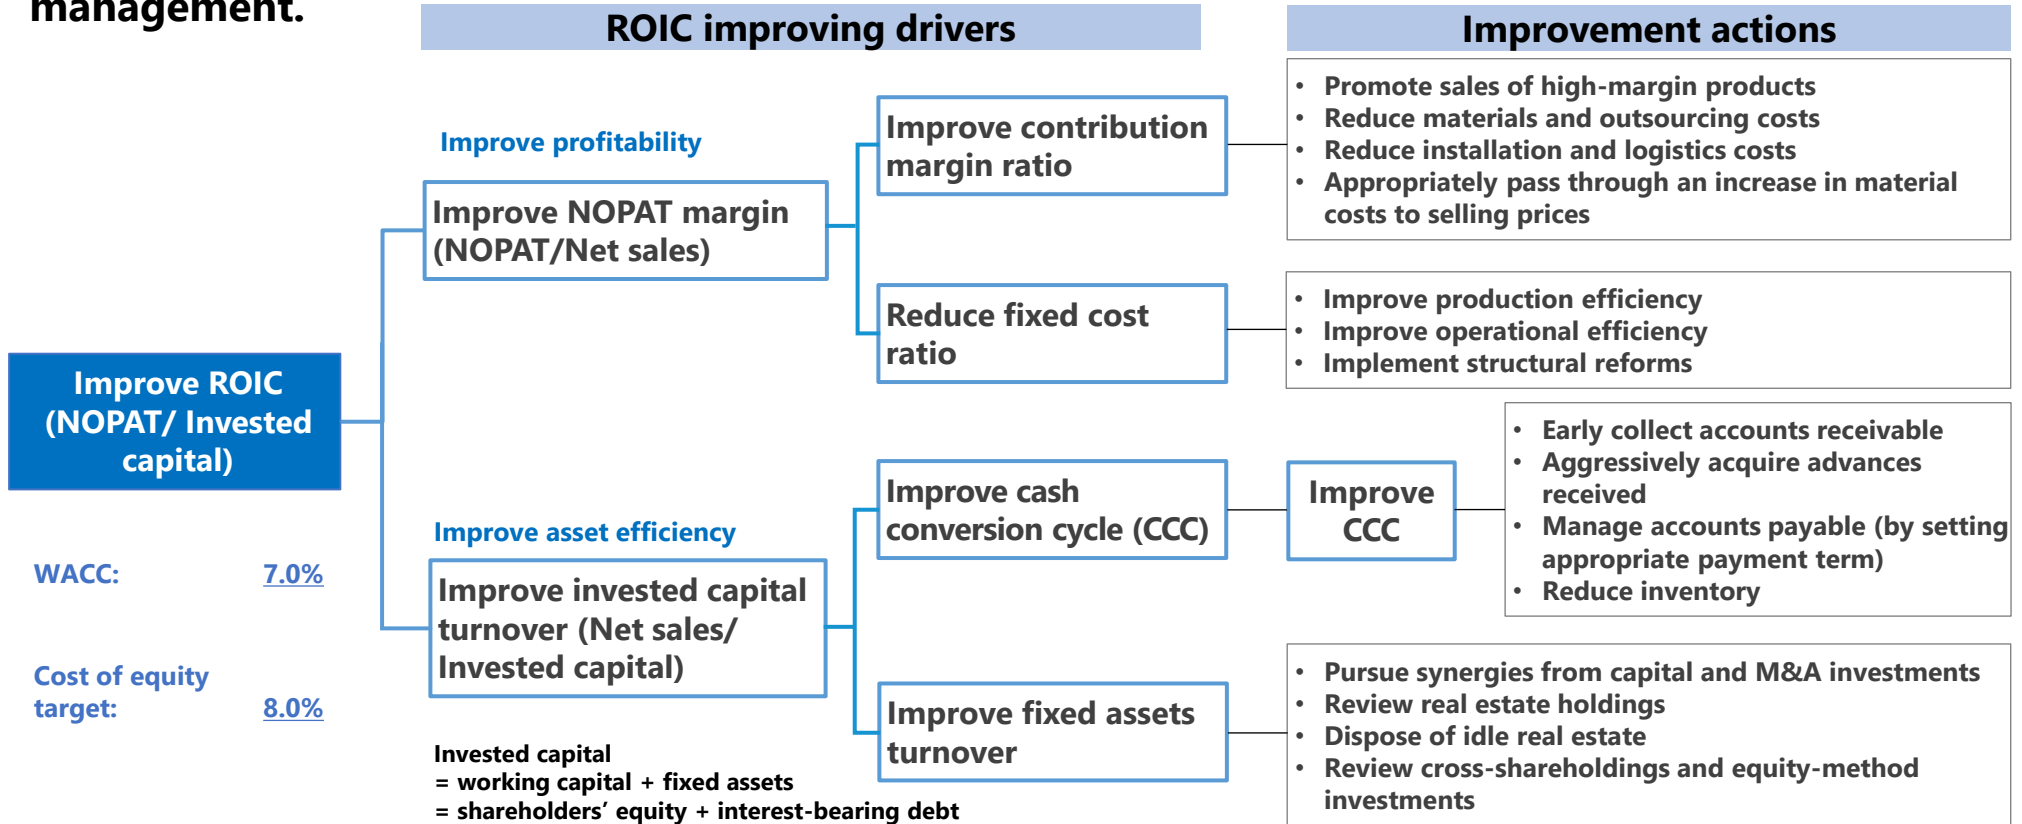 management.
ROIC improving drivers
Improvement actions
Improve profitability
Improve NOPAT margin
(NOPAT/Net sales)
Improve contribution
margin ratio
• Promote sales of high-margin products
• Reduce materials and outsourcing costs
• Reduce installation and logistics costs
• Appropriately pass through an increase in material
costs to selling prices
Reduce fixed cost
ratio
• Improve production efficiency
• Improve operational efficiency
• Implement structural reforms
Improve ROIC
(NOPAT/ Invested
capital)
WACC: 7.0%
Cost of equity
target: 8.0%
Improve asset efficiency
Improve invested capital
turnover (Net sales/
Invested capital)
Improve cash
conversion cycle (CCC)
Improve
CCC
• Early collect accounts receivable
• Aggressively acquire advances
received
• Manage accounts payable (by setting
appropriate payment term)
• Reduce inventory
Improve fixed assets
turnover
• Pursue synergies from capital and M&A investments
• Review real estate holdings
• Dispose of idle real estate
• Review cross-shareholdings and equity-method
investments
Invested capital
= working capital + fixed assets
= shareholders’ equity + interest-bearing debt